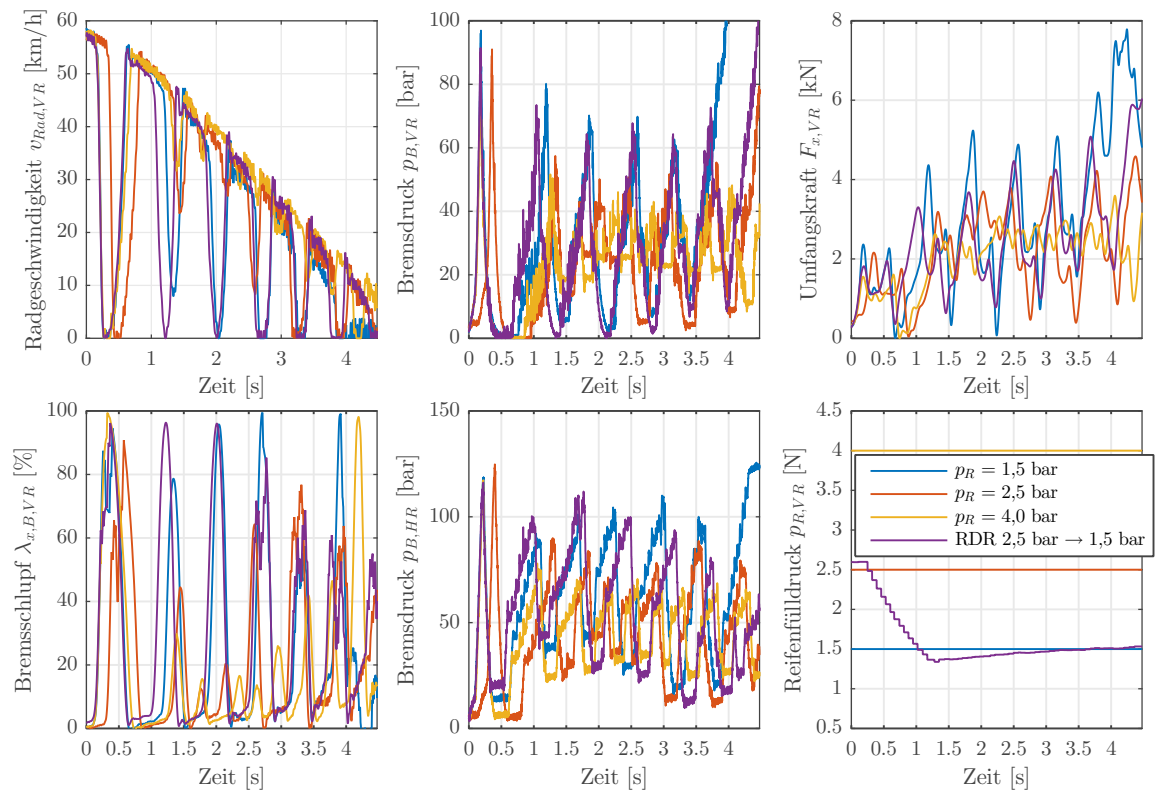 Radgeschwindigkeit v_{Rad,VR} [km/h]
60
50
40
30
20
10
0
0 1 2 3 4
Zeit [s]
Bremsdruck p_{B,VR} [bar]
100
80
60
40
20
0
0 0.5 1 1.5 2 2.5 3 3.5 4
Zeit [s]
Umfangskraft F_{x,VR} [kN]
8
6
4
2
0
0 0.5 1 1.5 2 2.5 3 3.5 4
Zeit [s]
Bremsschlupf λ_{x,B,VR} [%]
100
80
60
40
20
0
0 0.5 1 1.5 2 2.5 3 3.5 4
Zeit [s]
Bremsdruck p_{B,HR} [bar]
150
100
50
0
0 0.5 1 1.5 2 2.5 3 3.5 4
Zeit [s]
Reifenfülldruck p_{R,VR} [N]
4.5
4
3.5
3
2.5
2
1.5
1
0.5
0 0.5 1 1.5 2 2.5 3 3.5 4
Zeit [s]
p_R = 1,5 bar
p_R = 2,5 bar
p_R = 4,0 bar
RDR 2,5 bar → 1,5 bar